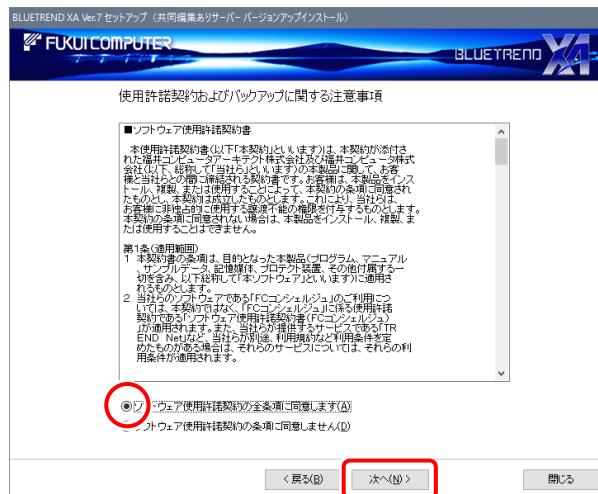 BLUETREND XA Ver.7 セットアップ（共同編集ありサーバー バージョンアップインストール）
FUKUI COMPUTER
BLUETREND XA
使用許諾契約およびバックアップに関する注意事項
■ソフトウェア使用許諾契約書
本使用許諾契約書(以下「本契約」といいます)は、本契約が添付さ
れた福井コンピュータアーキテクト株式会社及び福井コンピュータ株式
会社(以下、総称して「当社ら」といいます)の本製品に関して、お客
様と当社らとの間に締結される契約書です。お客様は、本製品をインス
トール、複製、または使用することによって、本契約の条項に同意され
たものとし、本契約は成立したものとします。これにより、当社らは、
お客様に非独占的に使用する譲渡不能の権限を付与するものとします。
本契約の条項に同意されない場合は、本製品をインストール、複製、ま
たは使用することはできません。
第1条(適用範囲)
1 本契約書の条項は、目的となった本製品(プログラム、マニュアル
、サンプルデータ、記憶媒体、プロテクト装置、その他付属する一
切を含み、以下総称して「本ソフトウェア」といいます)に適用さ
れるものとします。
2 当社らのソフトウェアである「FCコンシェルジュ」のご利用につ
いては、本契約ではなく、「FCコンシェルジュ」に係る使用許諾
契約である「ソフトウェア使用許諾契約書(FCコンシェルジュ)
」が適用されます。また、当社らが提供するサービスである「TR
END Net」など、当社らが別途、利用規約など利用条件を定
めたものがある場合は、それらのサービスについては、それらの利
用条件が適用されます。
ソフトウェア使用許諾契約の全条項に同意します(A)
ソフトウェア使用許諾契約の条項に同意しません(D)
< 戻る(B)
次へ(N) >
閉じる